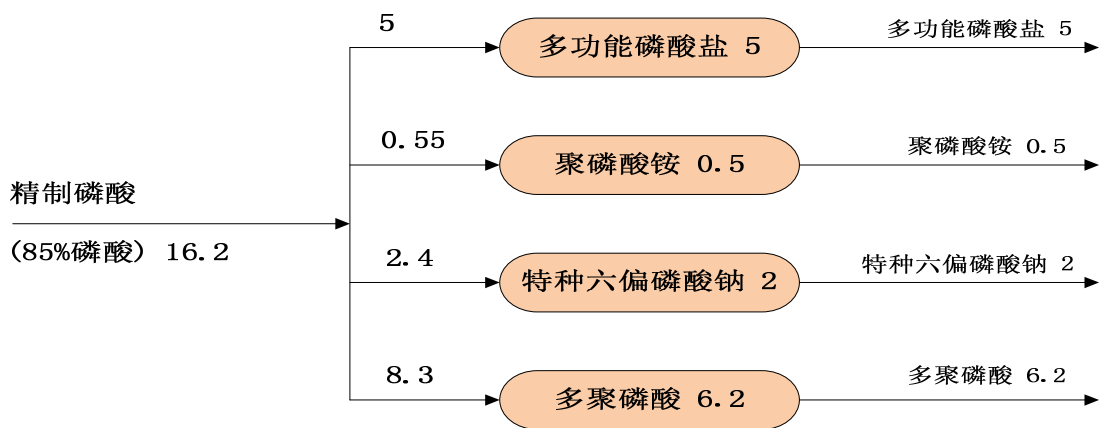 5
多功能磷酸盐 5
多功能磷酸盐 5
0.55
聚磷酸铵 0.5
聚磷酸铵 0.5
精制磷酸
(85%磷酸) 16.2
2.4
特种六偏磷酸钠 2
特种六偏磷酸钠 2
8.3
多聚磷酸 6.2
多聚磷酸 6.2